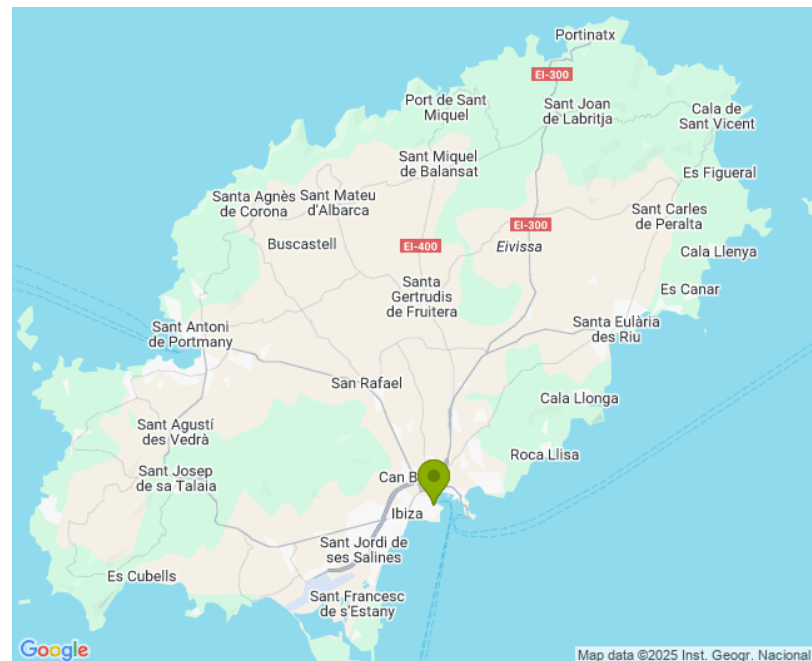 Portinatx
EI-300
Port de Sant
Miquel
Sant Joan
de Labritja
Cala de
Sant Vicent
Sant Miquel
de Balansat
Es Figueral
Santa Agnès
de Corona
Sant Mateu
d'Albarca
Sant Carles
de Peralta
EI-300
Buscastell
EI-400
Eivissa
Cala Llenya
Santa
Gertrudis
de Fruitera
Es Canar
Sant Antoni
de Portmany
Santa Eulària
des Riu
San Rafael
Cala Llonga
Sant Agustí
des Vedrà
Roca Llisa
Sant Josep
de sa Talaia
Can B
Ibiza
Sant Jordi de
ses Salines
Es Cubells
Sant Francesc
de s'Estany
Google
Map data ©2025 Inst. Geogr. Nacional